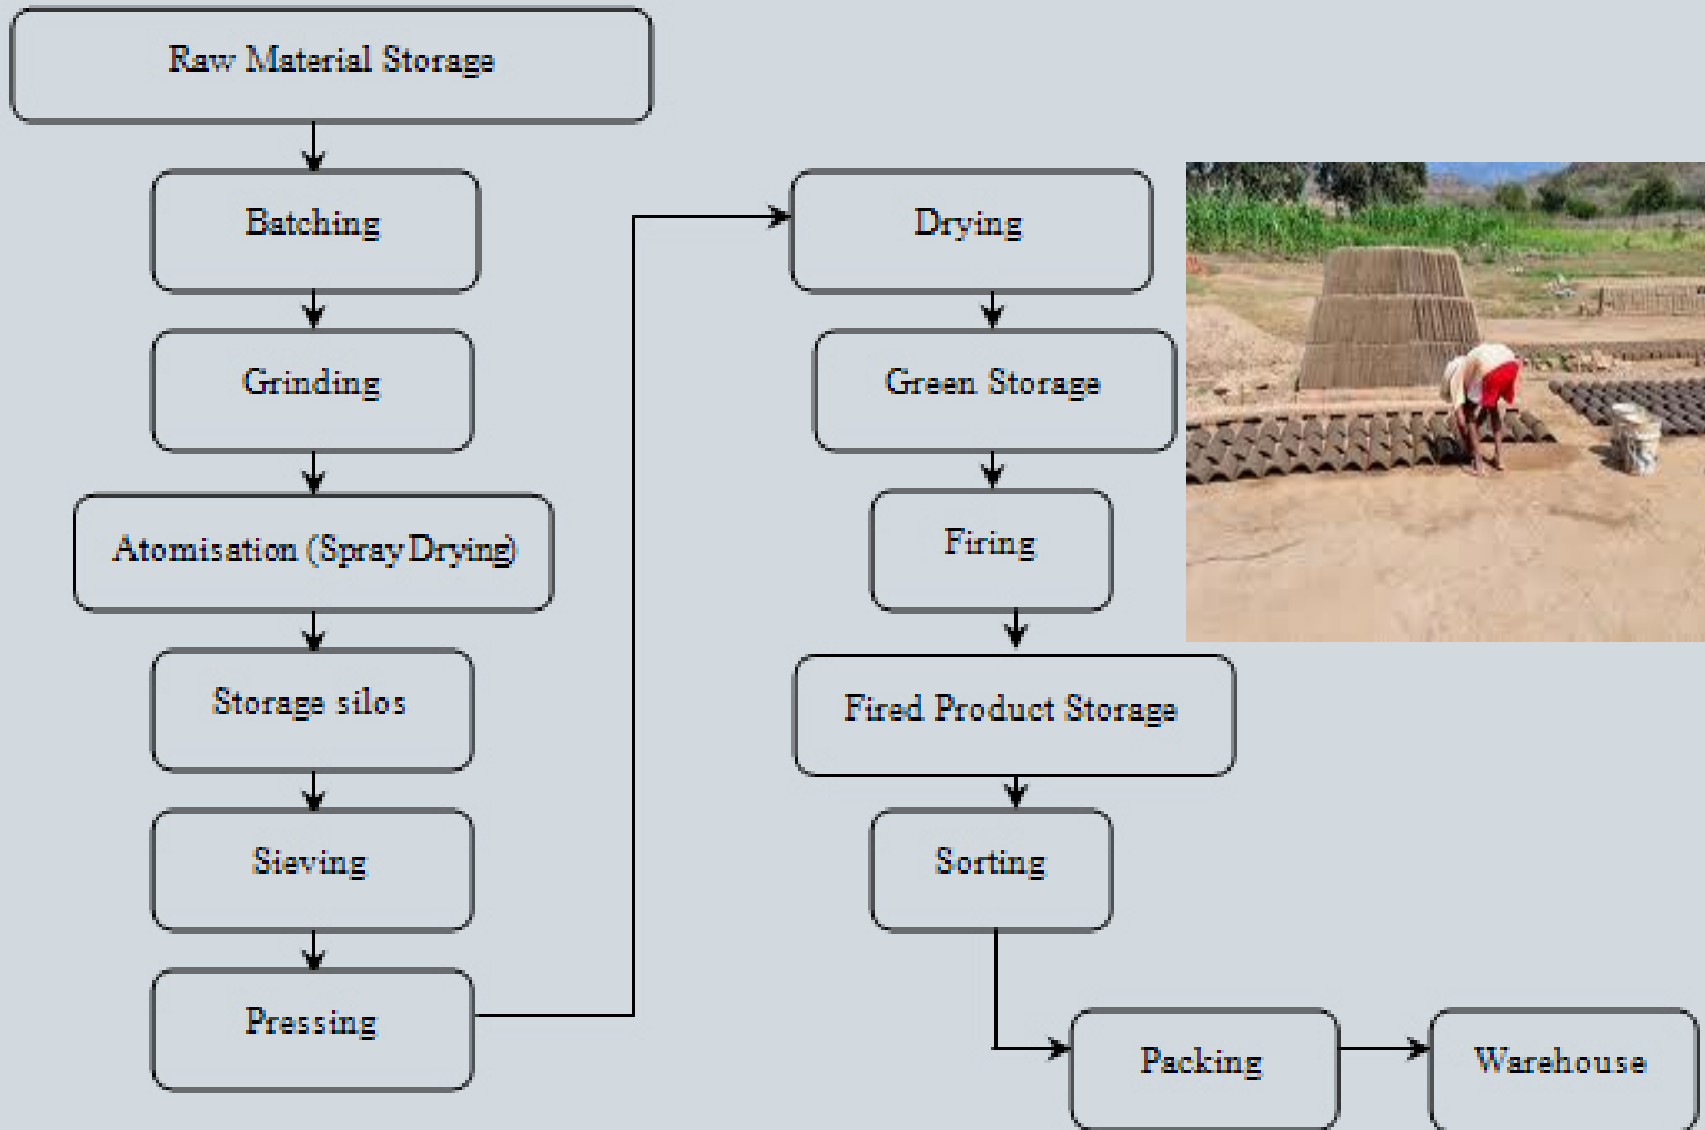 Raw Material Storage
Batching
Grinding
Atomisation (Spray Drying)
Storage silos
Sieving
Pressing
Drying
Green Storage
Firing
Fired Product Storage
Sorting
Packing
Warehouse